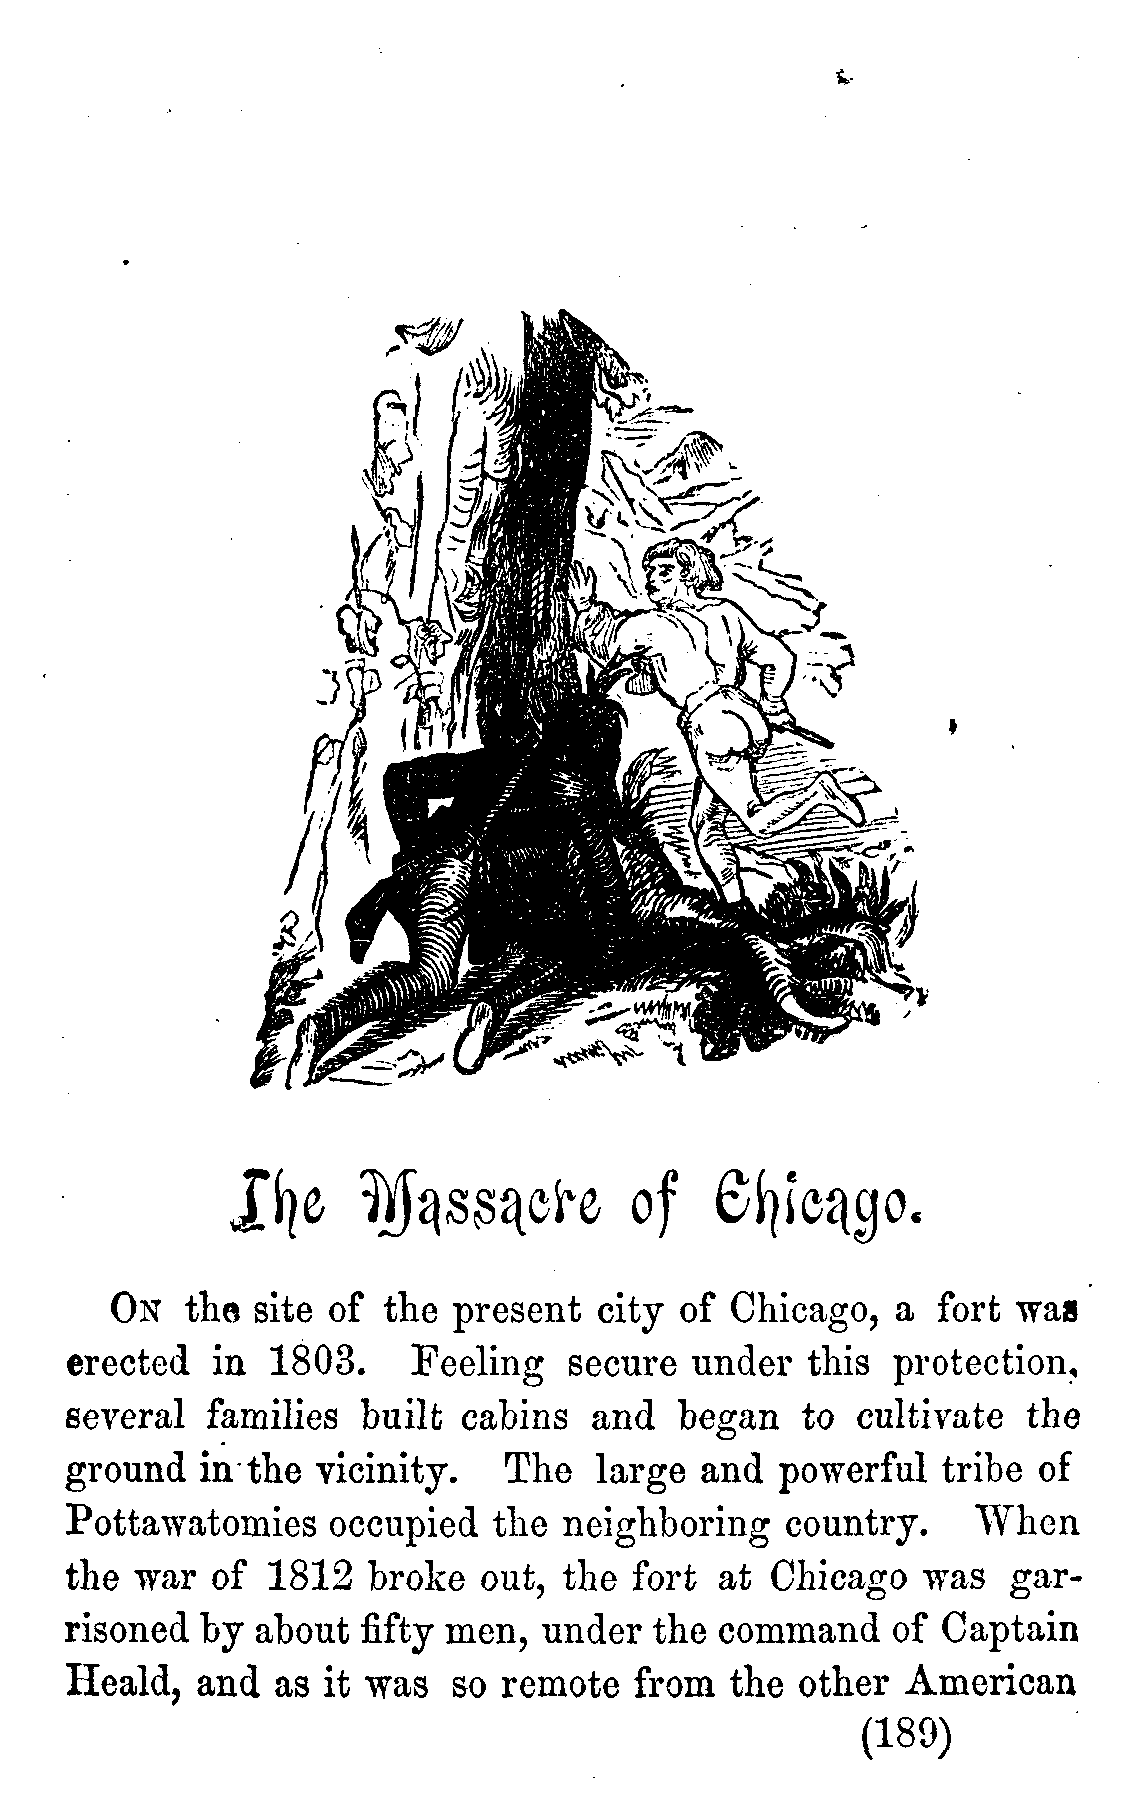 The Massacre of Chicago.
ON the site of the present city of Chicago, a fort was
erected in 1803. Feeling secure under this protection,
several families built cabins and began to cultivate the
ground in the vicinity. The large and powerful tribe of
Pottawatomies occupied the neighboring country. When
the war of 1812 broke out, the fort at Chicago was gar-
risoned by about fifty men, under the command of Captain
Heald, and as it was so remote from the other American
(189)